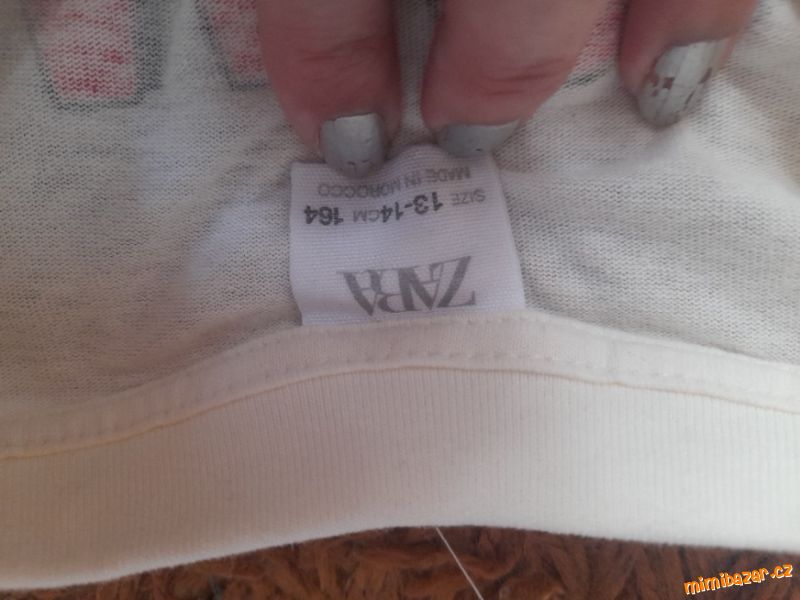 ZARA
SIZE 13-14CM 164
MADE IN MOROCCO
mimibazar.cz